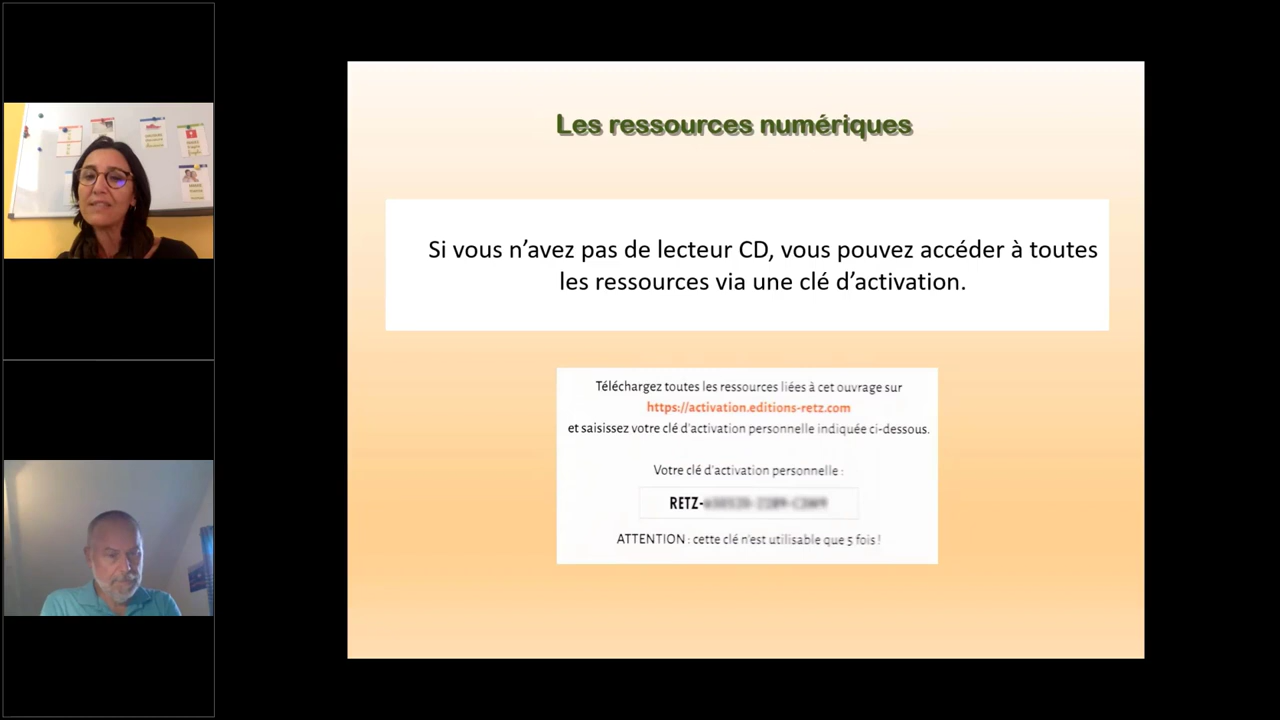 Les ressources numériques
Si vous n’avez pas de lecteur CD, vous pouvez accéder à toutes
les ressources via une clé d’activation.
Téléchargez toutes les ressources liées à cet ouvrage sur
https://activation.editions-retz.com
et saisissez votre clé d'activation personnelle indiquée ci-dessous.
Votre clé d'activation personnelle :
RETZ-
ATTENTION : cette clé n'est utilisable que 5 fois !